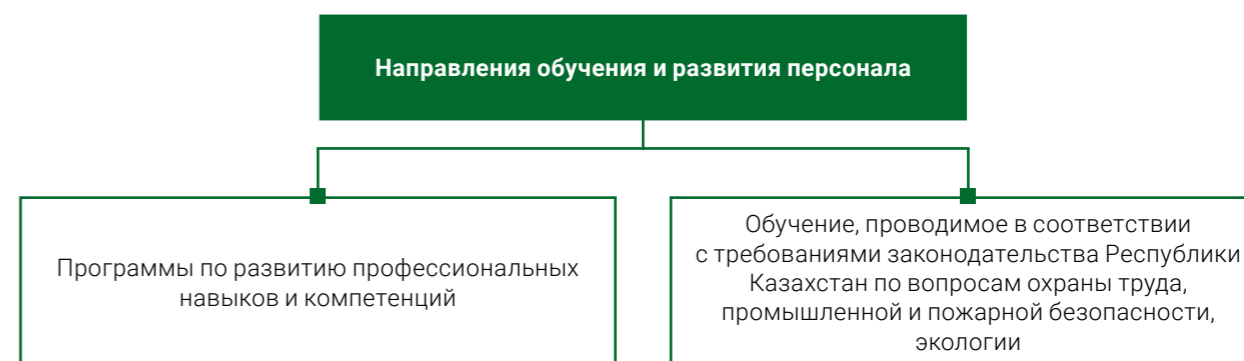 Направления обучения и развития персонала
Программы по развитию профессиональных
навыков и компетенций
Обучение, проводимое в соответствии
с требованиями законодательства Республики
Казахстан по вопросам охраны труда,
промышленной и пожарной безопасности,
экологии